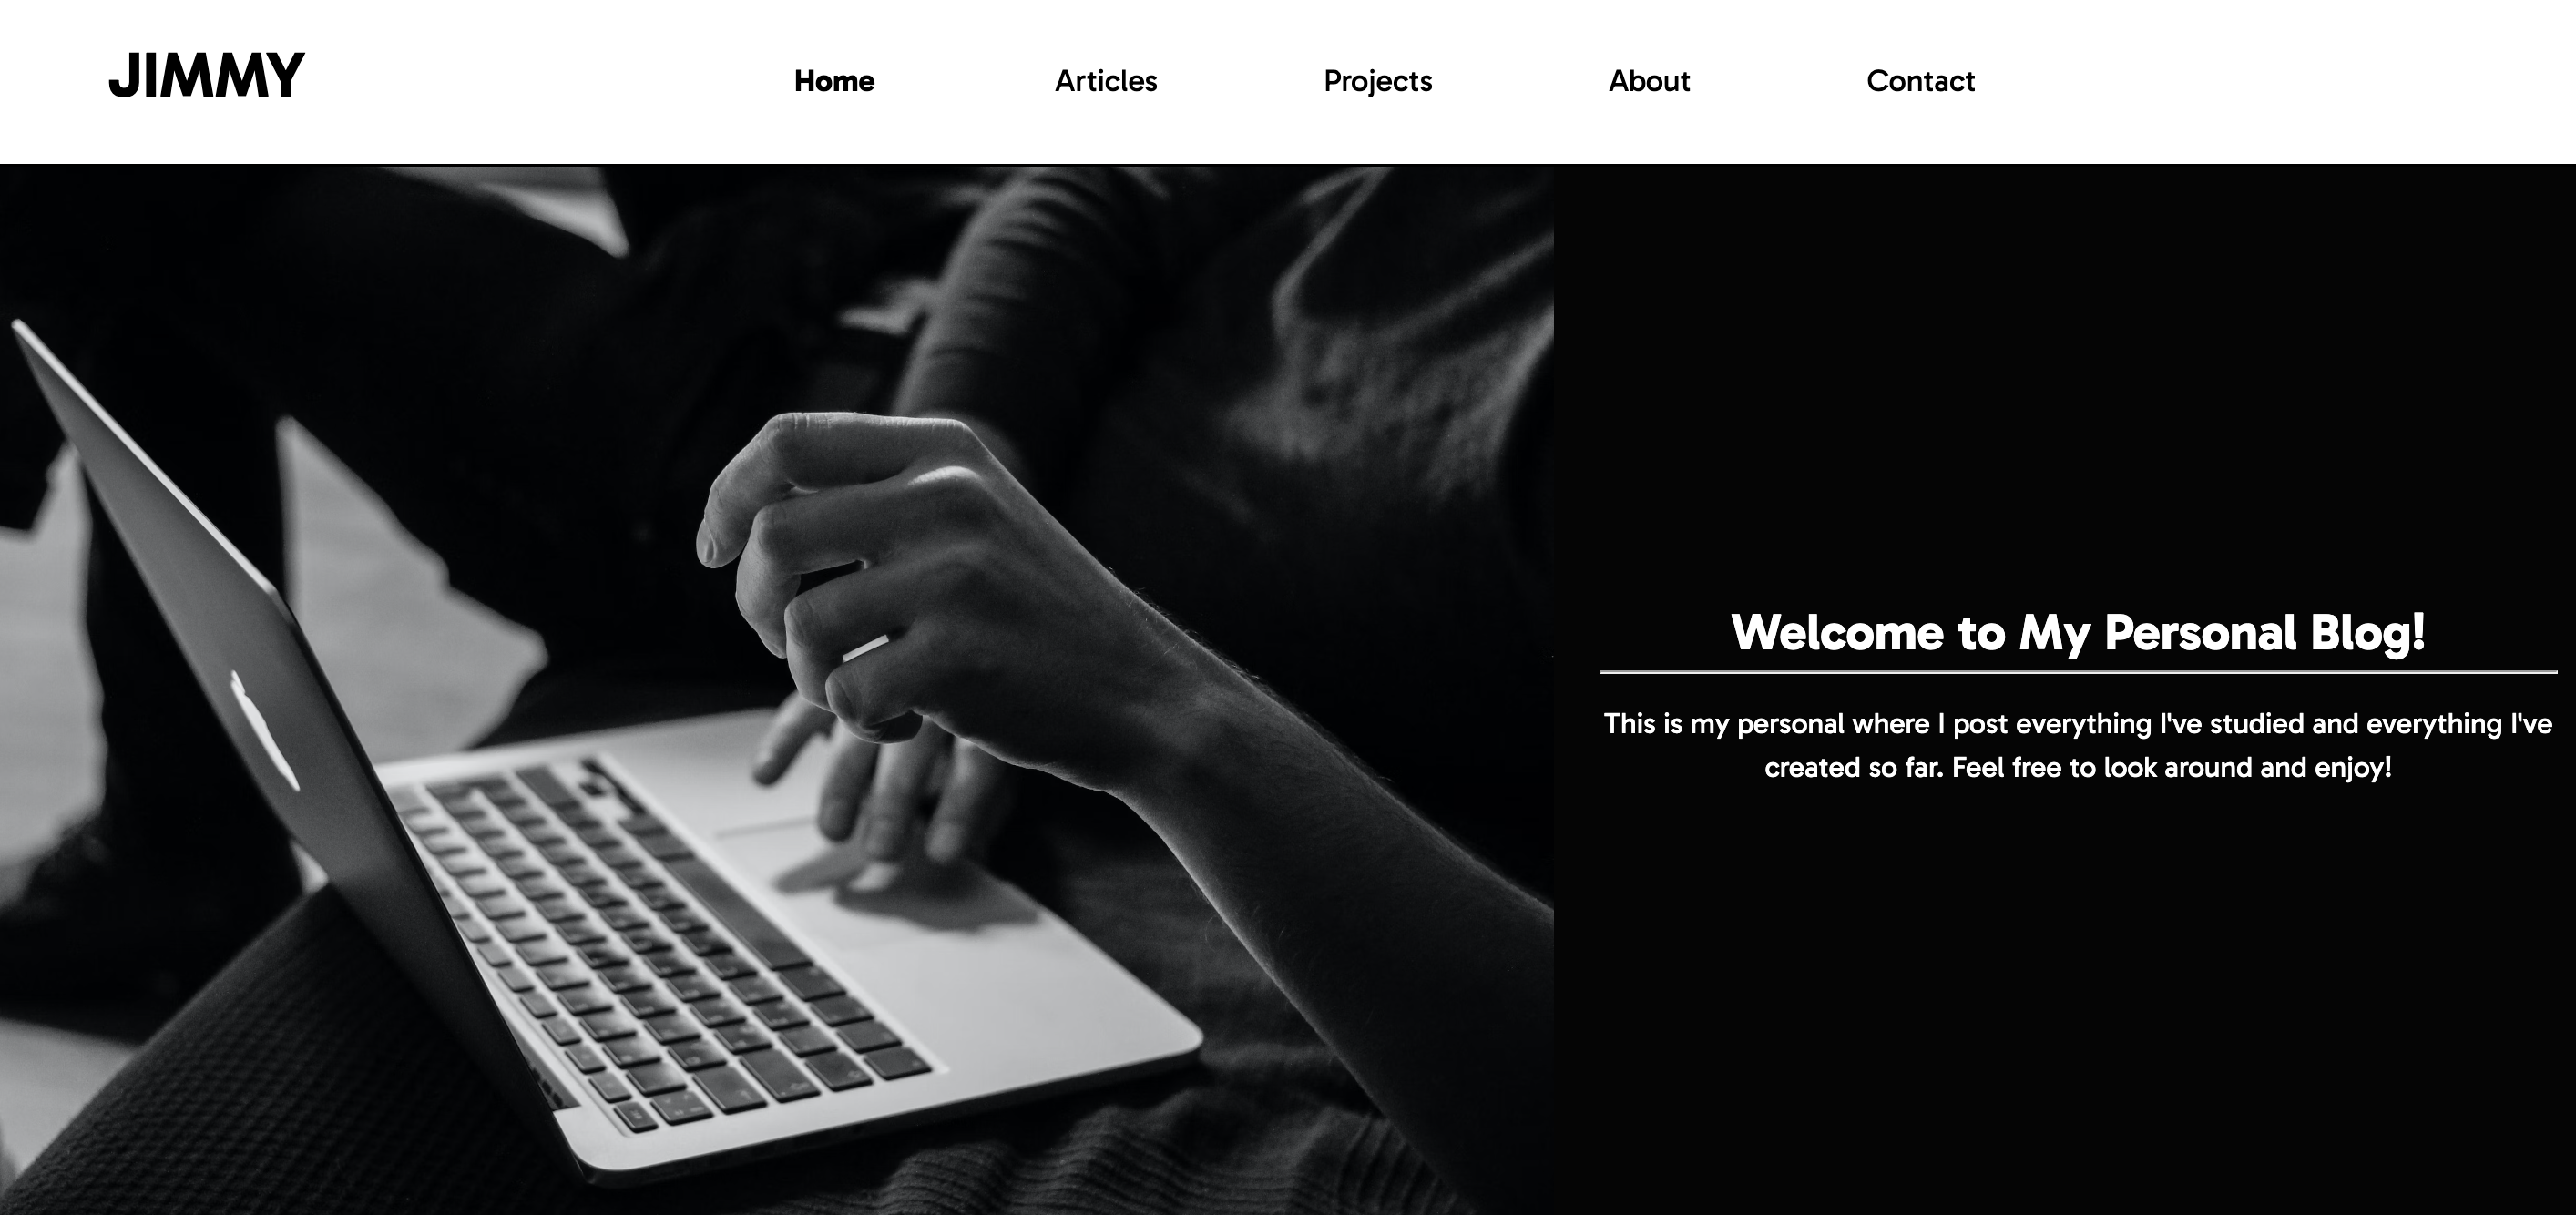 JIMMY
Home
Articles
Projects
About
Contact
Welcome to My Personal Blog!
This is my personal where I post everything I've studied and everything I've
created so far. Feel free to look around and enjoy!